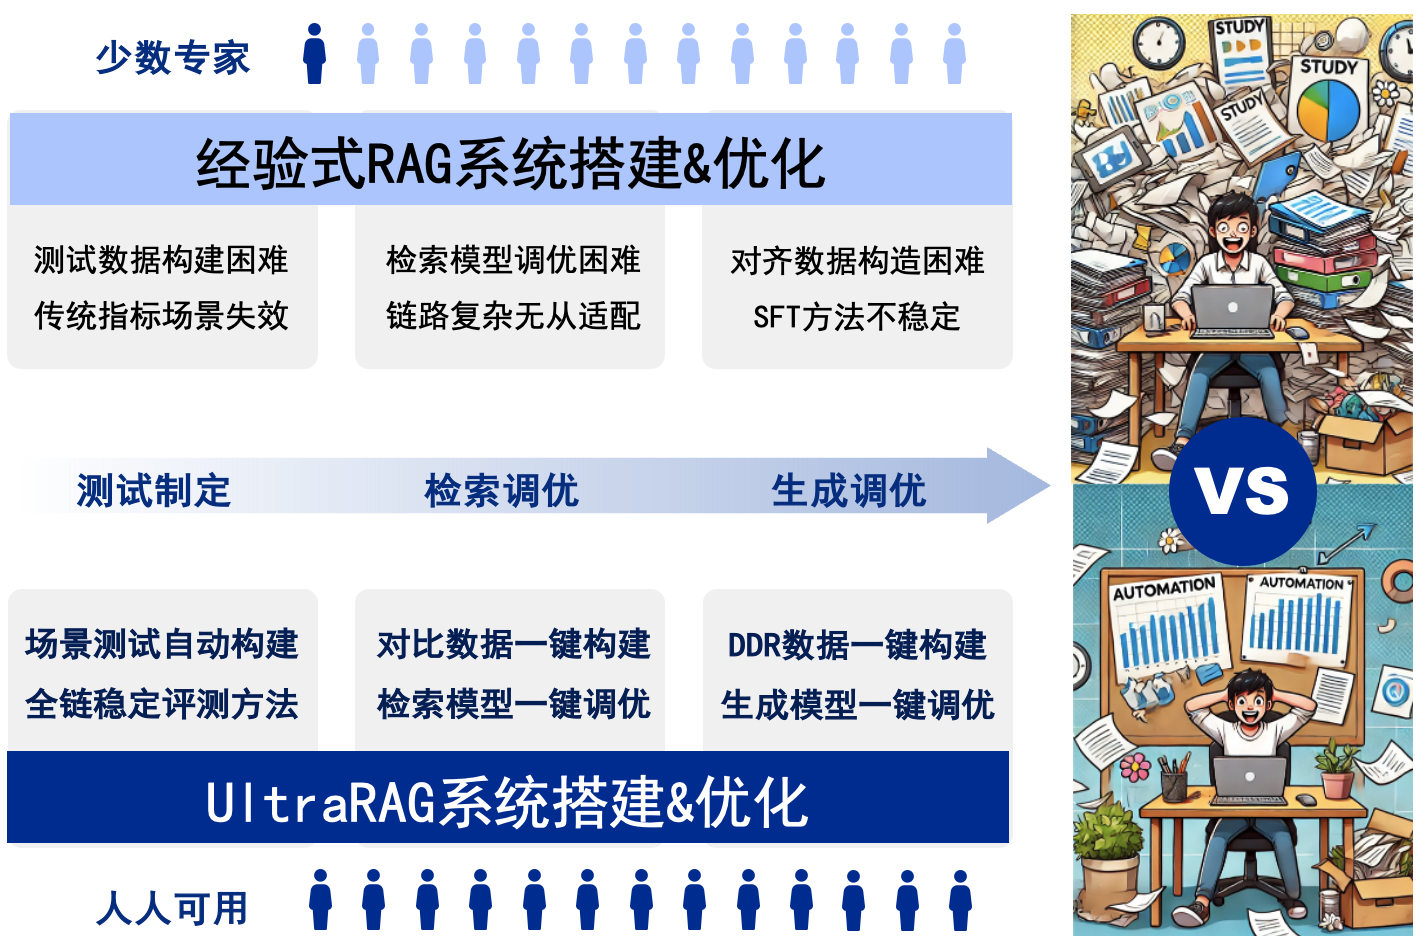 少数专家
经验式RAG系统搭建&优化
测试数据构建困难
传统指标场景失效
检索模型调优困难
链路复杂无从适配
对齐数据构造困难
SFT方法不稳定
测试制定
检索调优
生成调优
场景测试自动构建
全链稳定评测方法
对比数据一键构建
检索模型一键调优
DDR数据一键构建
生成模型一键调优
UltraRAG系统搭建&优化
人人可用
STUDY
STUDY
STUDY
VS
AUTOMATION
AUTOMATION